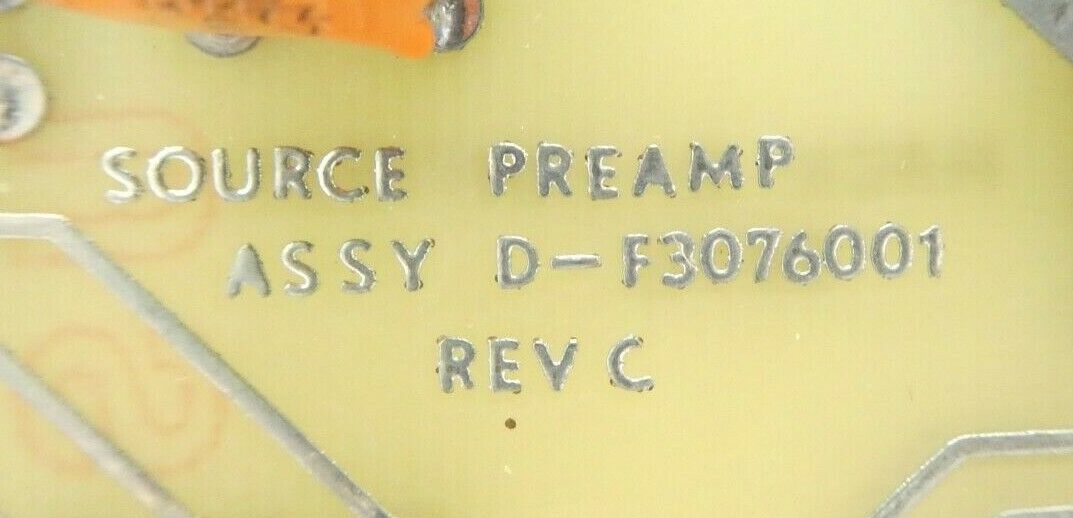 SOURCE PREAMP
ASSY D-F3076001
REV C